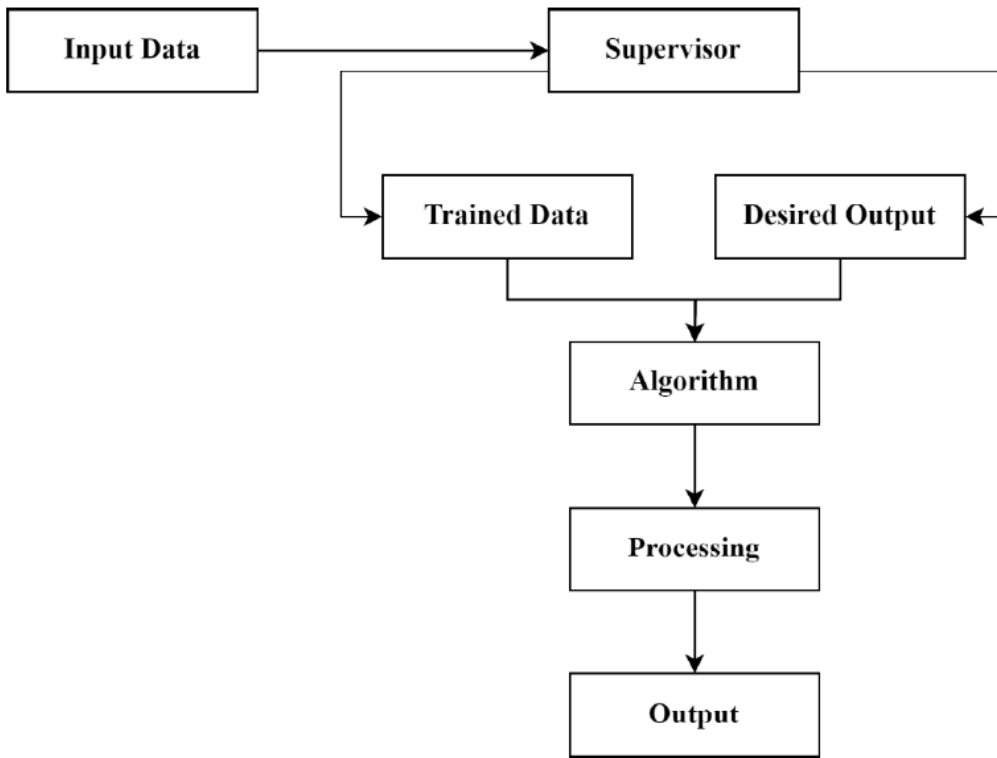 Input Data
Supervisor
Trained Data
Desired Output
Algorithm
Processing
Output